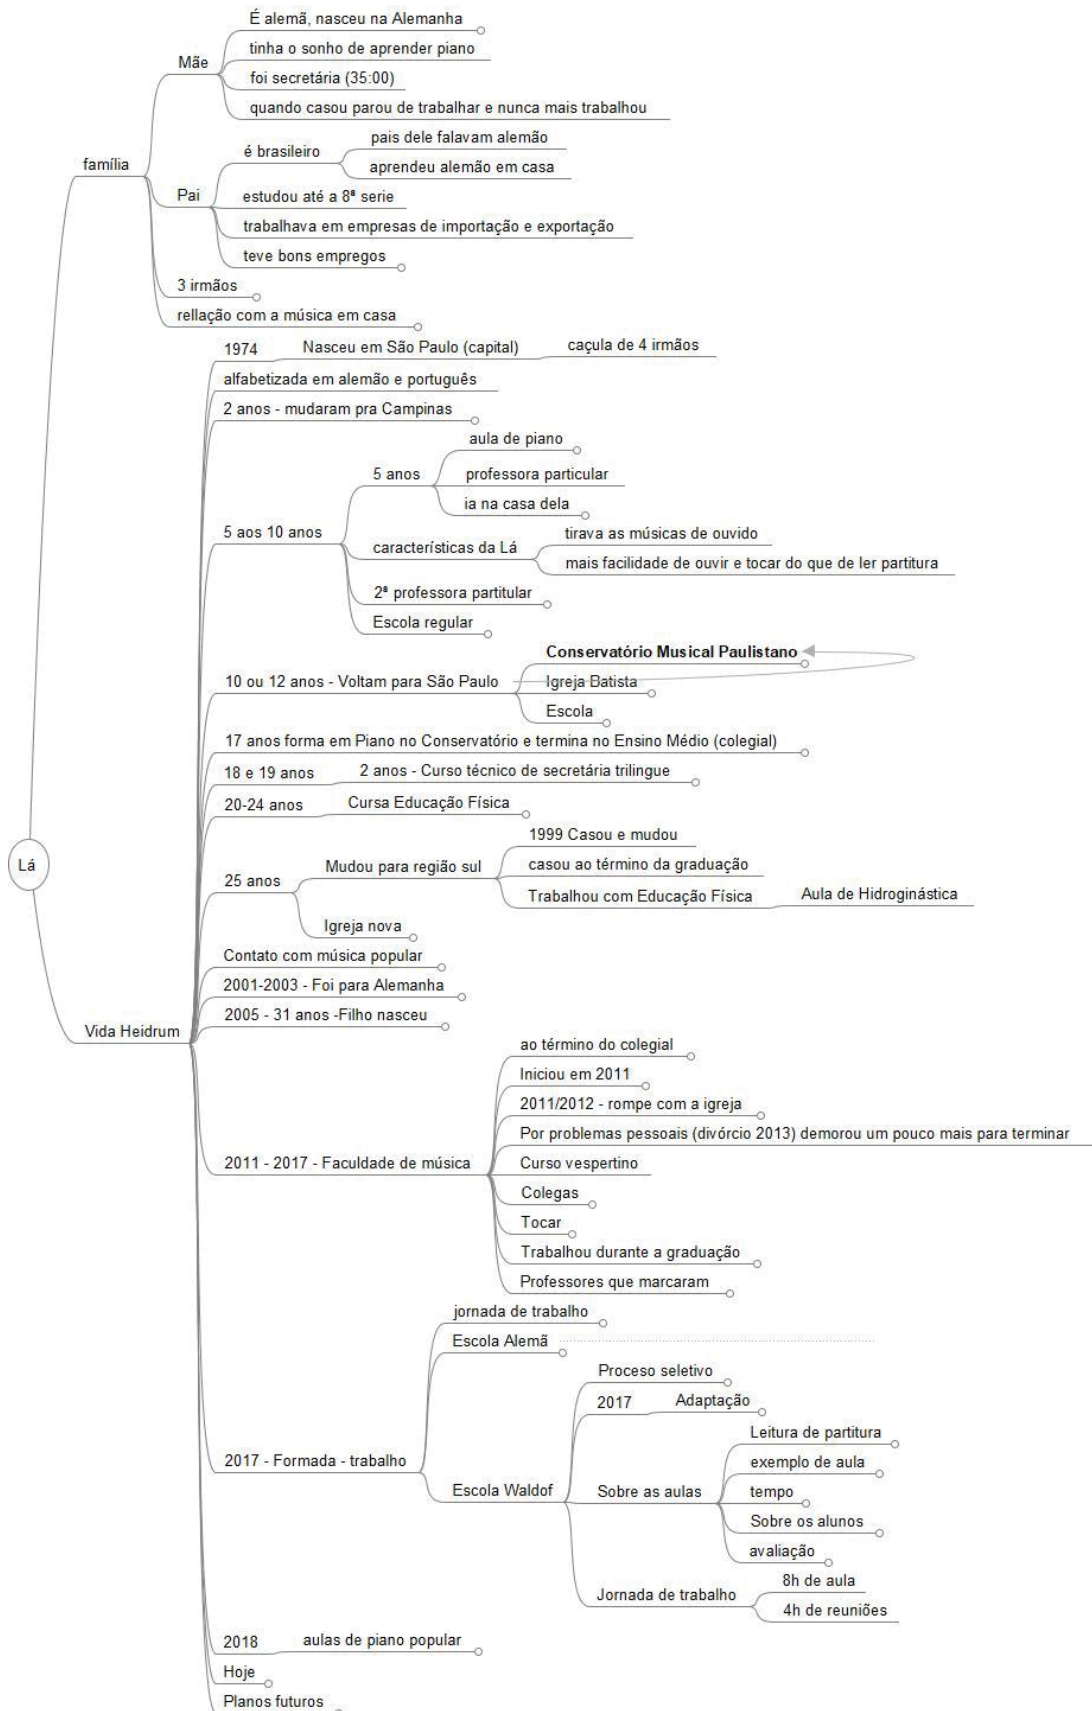 É alemã, nasceu na Alemanha
tinha o sonho de aprender piano
Mãe
foi secretária (35:00)
quando casou parou de trabalhar e nunca mais trabalhou
pais dele falavam alemão
é brasileiro
família
aprendeu alemão em casa
Pai
estudou até a 8ª serie
trabalhava em empresas de importação e exportação
teve bons empregos
3 irmãos
rellação com a música em casa
1974
Nasceu em São Paulo (capital)
caçula de 4 irmãos
alfabetizada em alemão e português
2 anos - mudaram pra Campinas
aula de piano
5 anos
professora particular
ia na casa dela
5 aos 10 anos
tirava as músicas de ouvido
características da Lá
mais facilidade de ouvir e tocar do que de ler partitura
2ª professora partitular
Escola regular
Conservatório Musical Paulistano
10 ou 12 anos - Voltam para São Paulo
Igreja Batista
Escola
17 anos forma em Piano no Conservatório e termina no Ensino Médio (colegial)
18 e 19 anos
2 anos - Curso técnico de secretária trilingue
20-24 anos
Cursa Educação Física
1999 Casou e mudou
Lá
Mudou para região sul
casou ao término da graduação
25 anos
Trabalhou com Educação Física
Aula de Hidroginástica
Igreja nova
Contato com música popular
2001-2003 - Foi para Alemanha
2005 - 31 anos -Filho nasceu
Vida Heidrum
ao término do colegial
Iniciou em 2011
2011/2012 - rompe com a igreja
Por problemas pessoais (divórcio 2013) demorou um pouco mais para terminar
2011 - 2017 - Faculdade de música
Curso vespertino
Colegas
Tocar
Trabalhou durante a graduação
Professores que marcaram
jornada de trabalho
Escola Alemã
Proceso seletivo
2017
Adaptação
Leitura de partitura
2017 - Formada - trabalho
exemplo de aula
Escola Waldof
Sobre as aulas
tempo
Sobre os alunos
avaliação
8h de aula
Jornada de trabalho
4h de reuniões
2018
aulas de piano popular
Hoje
Planos futuros